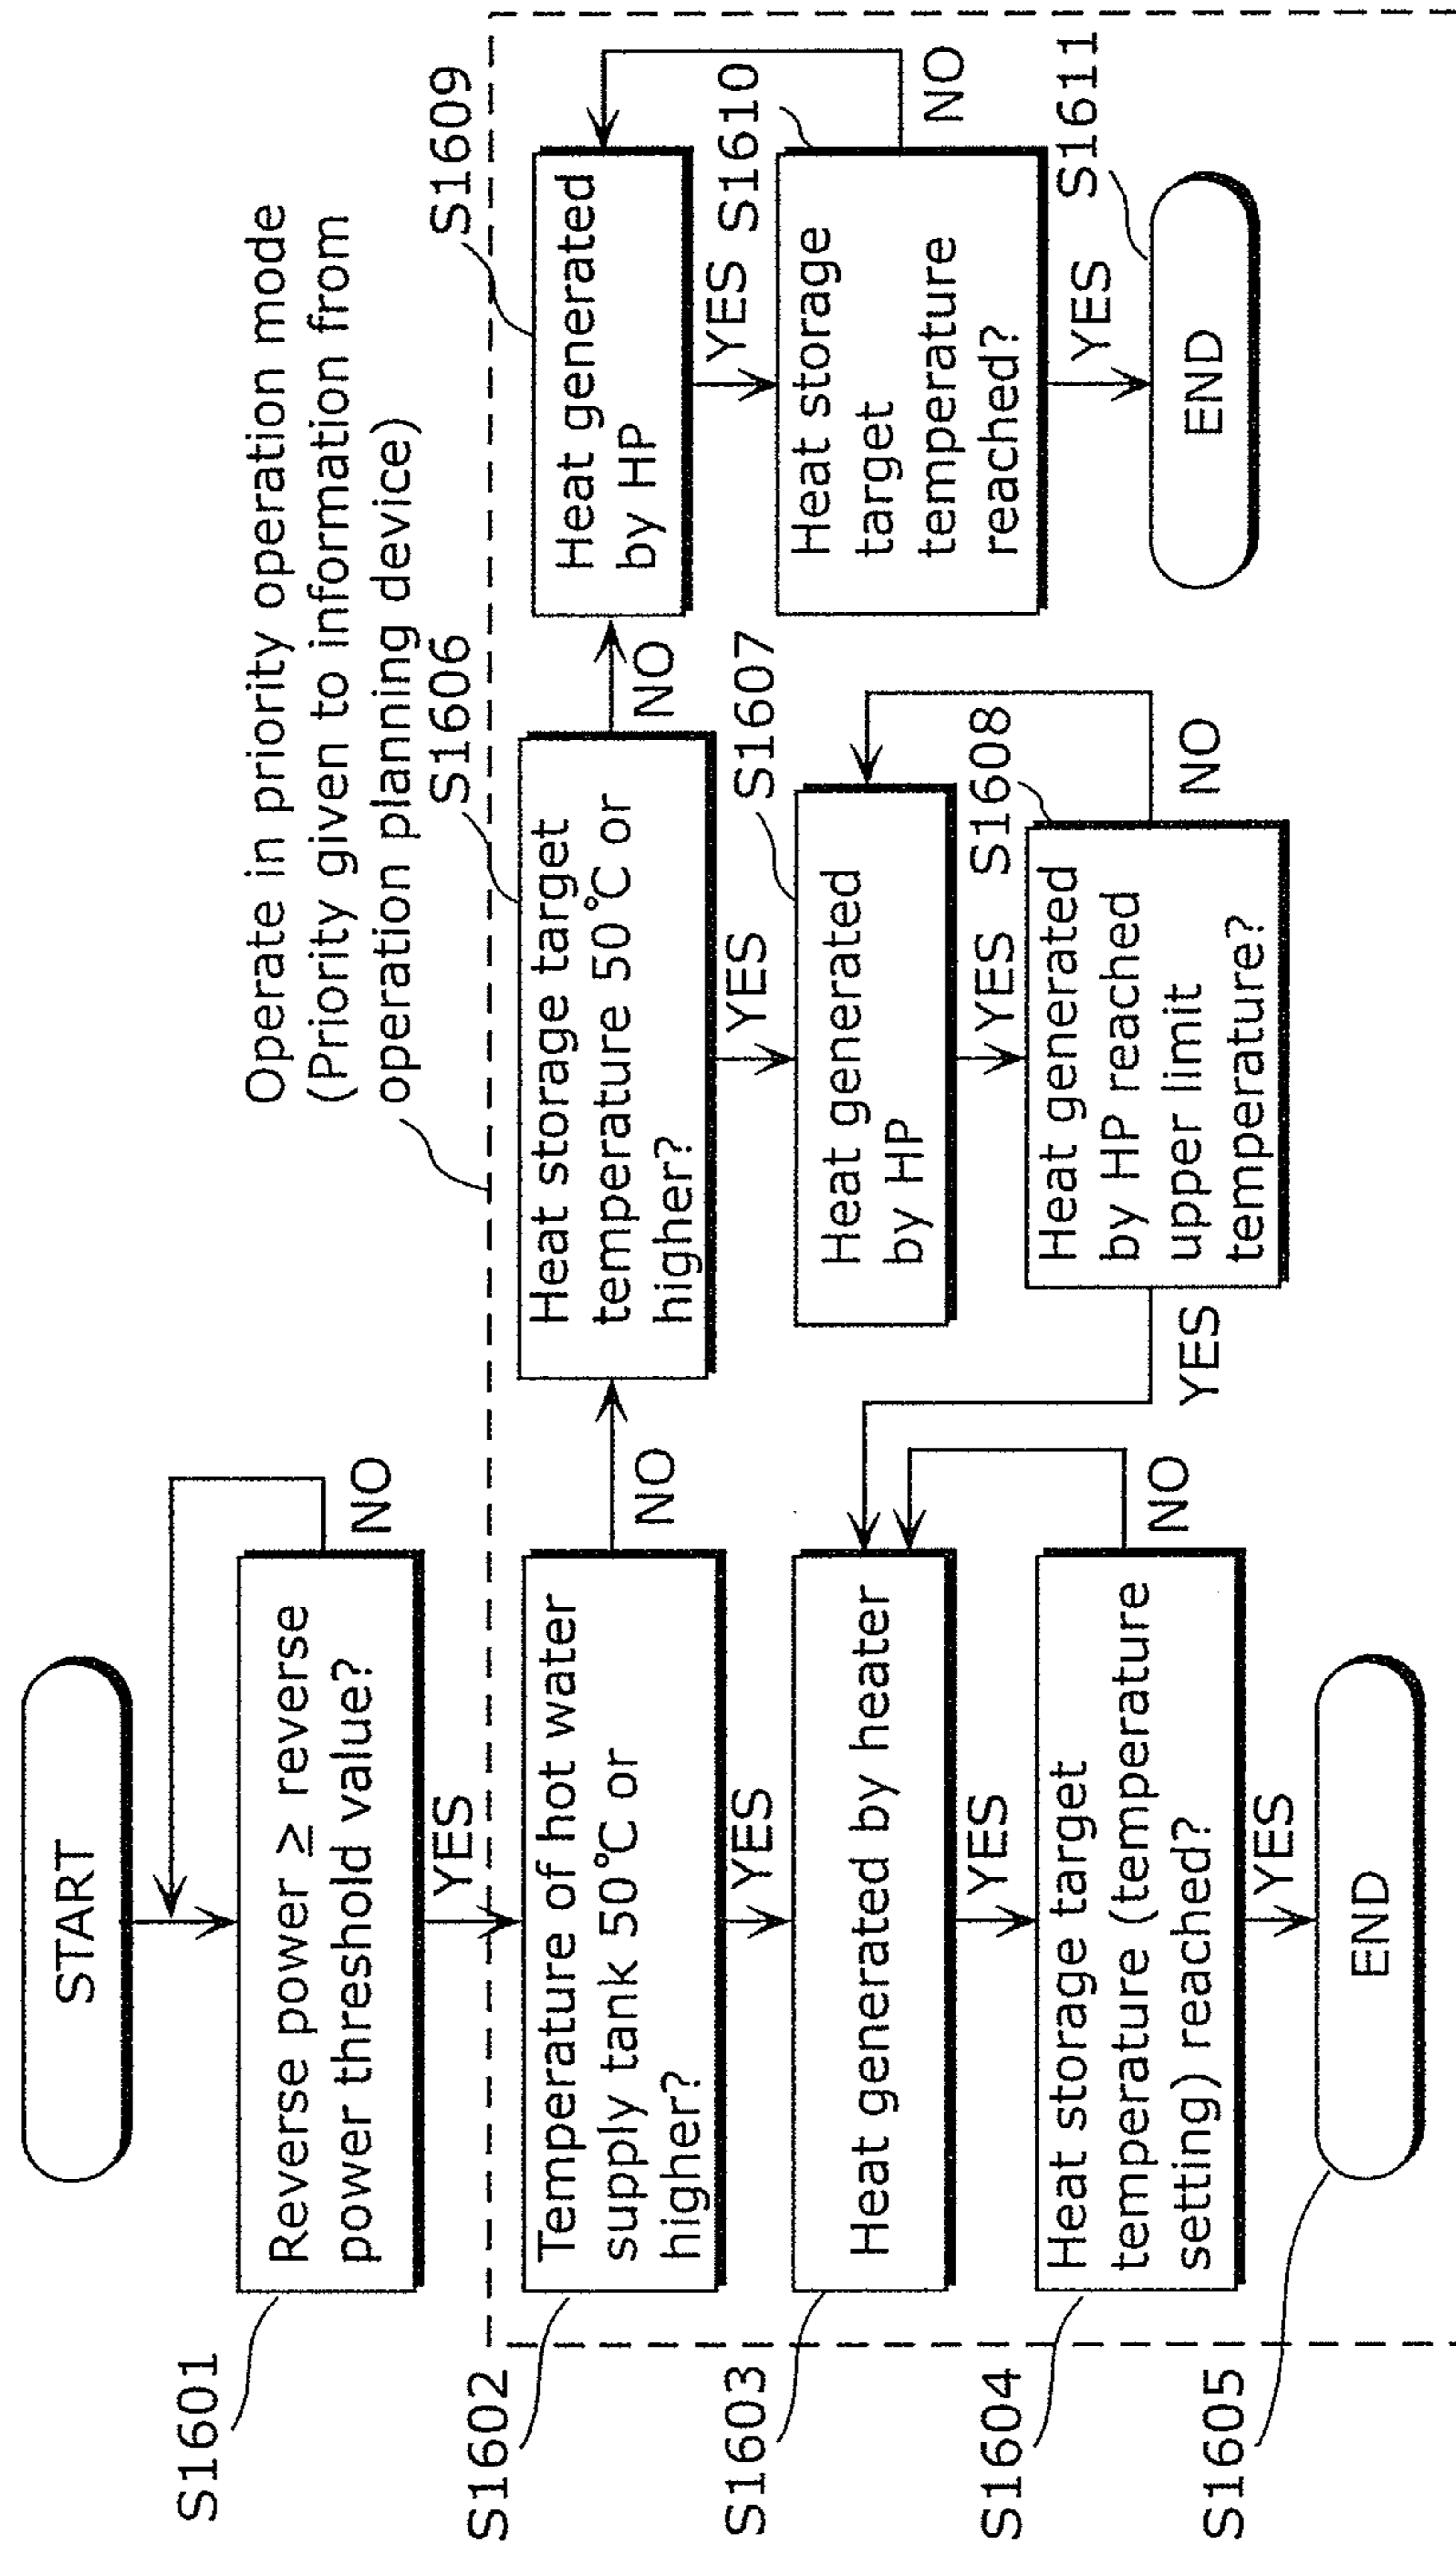 START
S1601
Reverse power ≥ reverse
power threshold value?
NO
YES
Operate in priority operation mode
(Priority given to information from
operation planning device)
S1602
Temperature of hot water
supply tank 50°C or
higher?
NO
YES
S1606
Heat storage target
temperature 50°C or
higher?
NO
YES
S1609
Heat generated
by HP
YES
S1603
Heat generated by heater
YES
S1607
Heat generated
by HP
YES
S1610
Heat storage
target
temperature
reached?
NO
YES
S1604
Heat storage target
temperature (temperature
setting) reached?
NO
YES
S1608
Heat generated
by HP reached
upper limit
temperature?
NO
YES
S1611
END
S1605
END